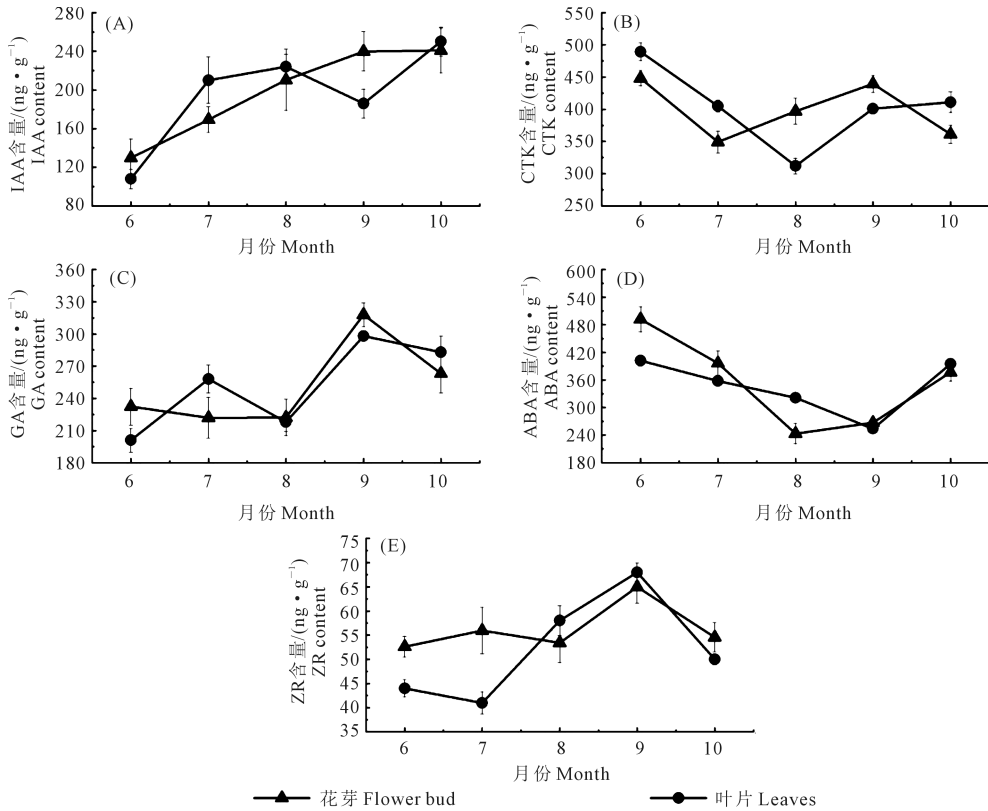 (A)
IAA含量/(ng·g⁻¹)
IAA content
280
240
200
160
120
80
6 7 8 9 10
月份 Month
(B)
CTK含量/(ng·g⁻¹)
CTK content
550
500
450
400
350
300
250
6 7 8 9 10
月份 Month
(C)
GA含量/(ng·g⁻¹)
GA content
360
330
300
270
240
210
180
6 7 8 9 10
月份 Month
(D)
ABA含量/(ng·g⁻¹)
ABA content
600
540
480
420
360
300
240
180
6 7 8 9 10
月份 Month
(E)
ZR含量/(ng·g⁻¹)
ZR content
75
70
65
60
55
50
45
40
35
6 7 8 9 10
月份 Month
花芽 Flower bud
叶片 Leaves